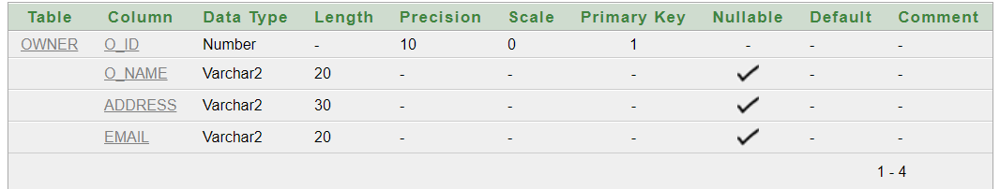 Table Column Data Type Length Precision Scale Primary Key Nullable Default Comment
OWNER O_ID Number - 10 0 1 - - -
O_NAME Varchar2 20 - - - - -
ADDRESS Varchar2 30 - - - - -
EMAIL Varchar2 20 - - - - -
1 - 4